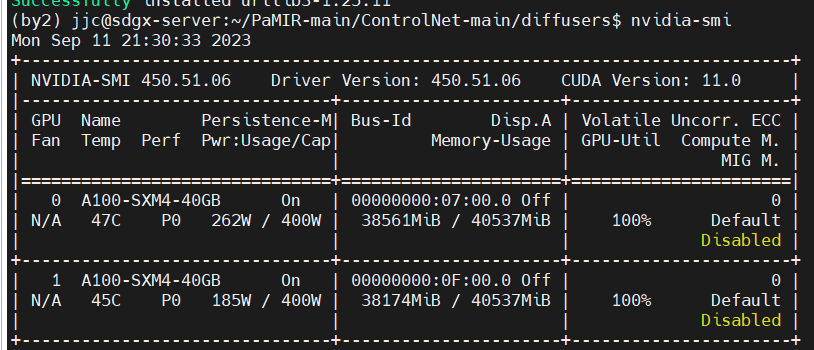 Successfully installed urllib3-1.25.11
(by2) jjc@sdgx-server:~/PaMIR-main/ControlNet-main/diffusers$ nvidia-smi
Mon Sep 11 21:30:33 2023
+-----------------------------------------------------------------------------+
| NVIDIA-SMI 450.51.06    Driver Version: 450.51.06    CUDA Version: 11.0     |
|-------------------------------+----------------------+----------------------+
| GPU  Name        Persistence-M| Bus-Id        Disp.A | Volatile Uncorr. ECC |
| Fan  Temp  Perf  Pwr:Usage/Cap|         Memory-Usage | GPU-Util  Compute M. |
|                               |                      |               MIG M. |
|===============================+======================+======================|
|   0  A100-SXM4-40GB      On   | 00000000:07:00.0 Off |                    0 |
| N/A   47C    P0   262W / 400W |  38561MiB / 40537MiB |    100%      Default |
|                               |                      |             Disabled |
+-------------------------------+----------------------+----------------------+
|   1  A100-SXM4-40GB      On   | 00000000:0F:00.0 Off |                    0 |
| N/A   45C    P0   185W / 400W |  38174MiB / 40537MiB |    100%      Default |
|                               |                      |             Disabled |
+-------------------------------+----------------------+----------------------+